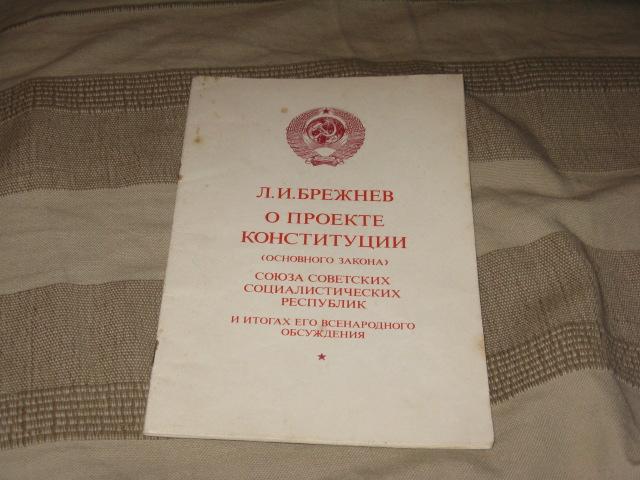 Л.И.БРЕЖНЕВ
О ПРОЕКТЕ
КОНСТИТУЦИИ
(ОСНОВНОГО ЗАКОНА)
СОЮЗА СОВЕТСКИХ
СОЦИАЛИСТИЧЕСКИХ
РЕСПУБЛИК
И ИТОГАХ ЕГО ВСЕНАРОДНОГО
ОБСУЖДЕНИЯ